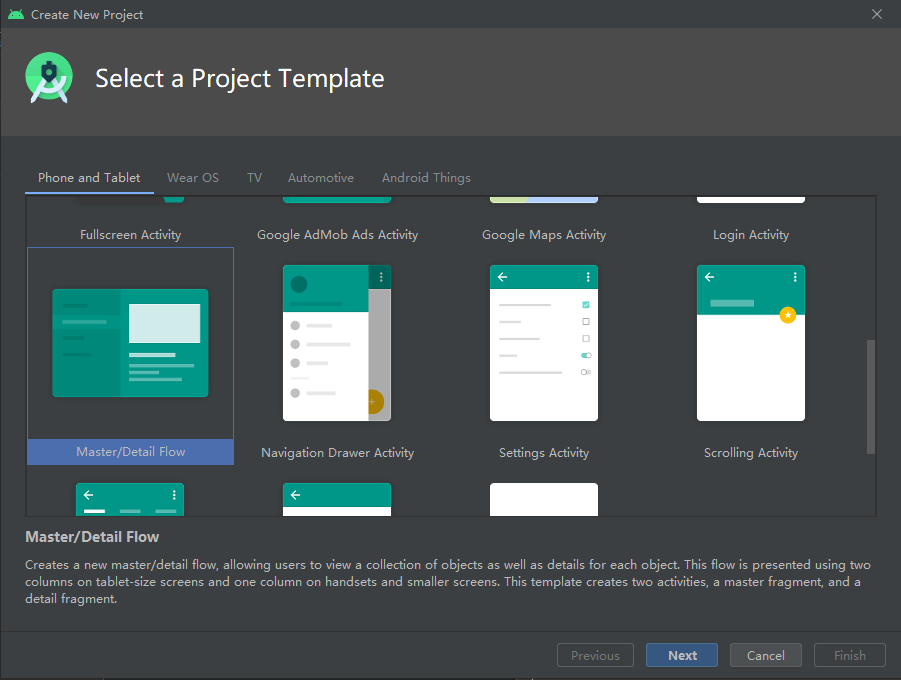 Create New Project
Select a Project Template
Phone and Tablet
Wear OS
TV
Automotive
Android Things
Fullscreen Activity
Google AdMob Ads Activity
Google Maps Activity
Login Activity
Master/Detail Flow
Navigation Drawer Activity
Settings Activity
Scrolling Activity
Master/Detail Flow
Creates a new master/detail flow, allowing users to view a collection of objects as well as details for each object. This flow is presented using two
columns on tablet-size screens and one column on handsets and smaller screens. This template creates two activities, a master fragment, and a
detail fragment.
Previous
Next
Cancel
Finish